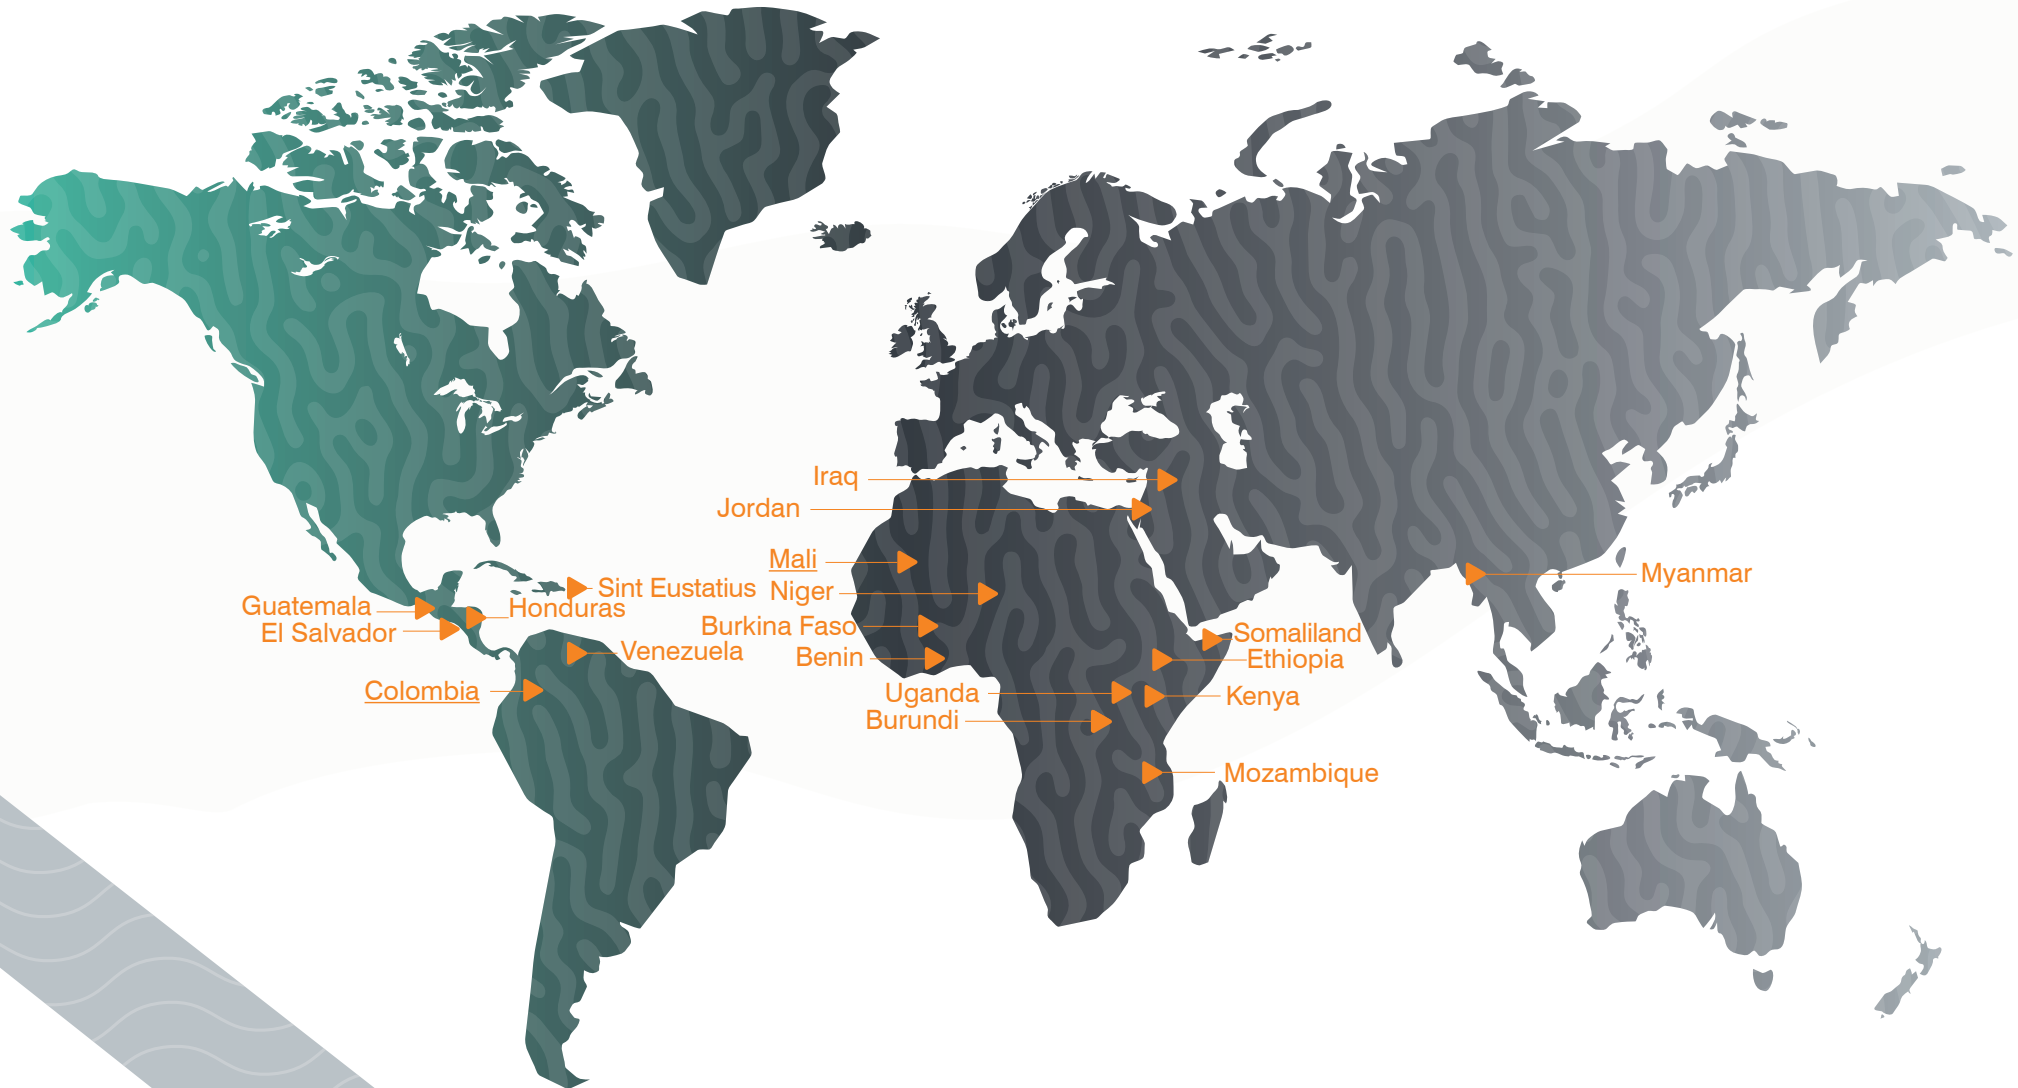 Iraq
Jordan
Mali
Niger
Burkina Faso
Benin
Uganda
Burundi
Sint Eustatius
Guatemala
Honduras
El Salvador
Venezuela
Colombia
Myanmar
Somaliland
Ethiopia
Kenya
Mozambique